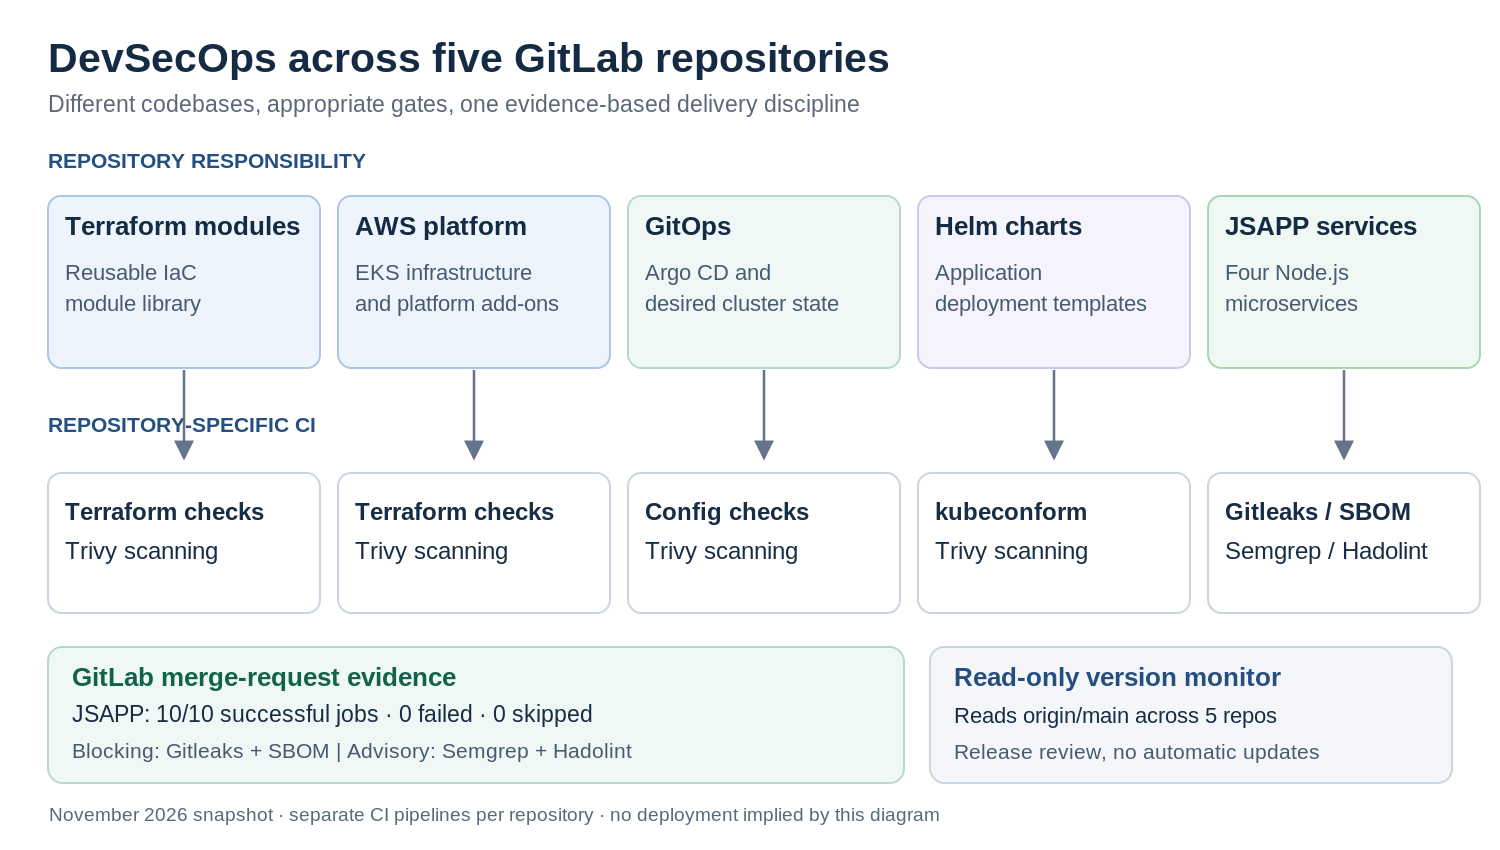 DevSecOps across five GitLab repositories
Different codebases, appropriate gates, one evidence-based delivery discipline
REPOSITORY RESPONSIBILITY
Terraform modules
Reusable IaC
module library
AWS platform
EKS infrastructure
and platform add-ons
GitOps
Argo CD and
desired cluster state
Helm charts
Application
deployment templates
JSAPP services
Four Node.js
microservices
REPOSITORY-SPECIFIC CI
Terraform checks
Trivy scanning
Terraform checks
Trivy scanning
Config checks
Trivy scanning
kubeconform
Trivy scanning
Gitleaks / SBOM
Semgrep / Hadolint
GitLab merge-request evidence
JSAPP: 10/10 successful jobs · 0 failed · 0 skipped
Blocking: Gitleaks + SBOM | Advisory: Semgrep + Hadolint
Read-only version monitor
Reads origin/main across 5 repos
Release review, no automatic updates
November 2026 snapshot · separate CI pipelines per repository · no deployment implied by this diagram